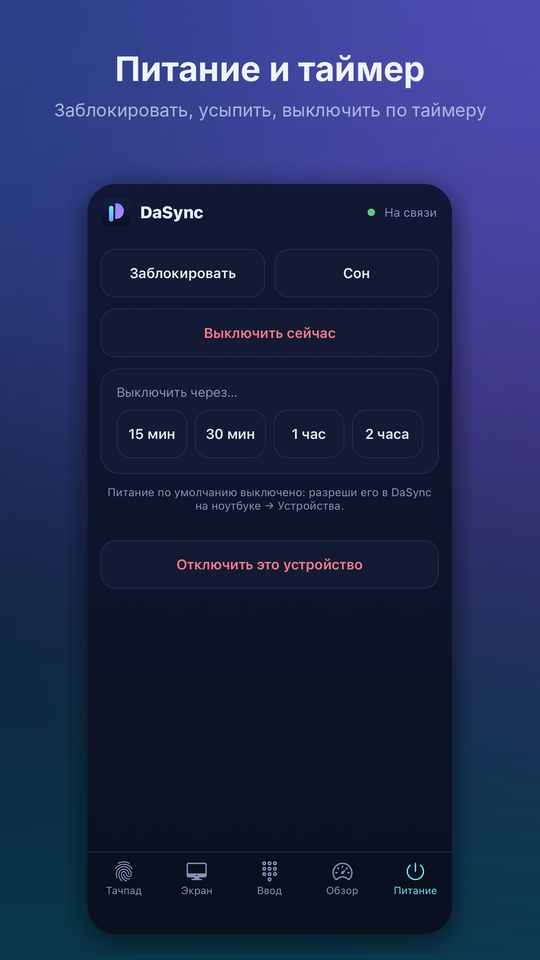 Питание и таймер
Заблокировать, усыпить, выключить по таймеру
DaSync
На связи
Заблокировать
Сон
Выключить сейчас
Выключить через...
15 мин
30 мин
1 час
2 часа
Питание по умолчанию выключено: разреши его в DaSync
на ноутбуке → Устройства.
Отключить это устройство
Тачпад
Экран
Ввод
Обзор
Питание